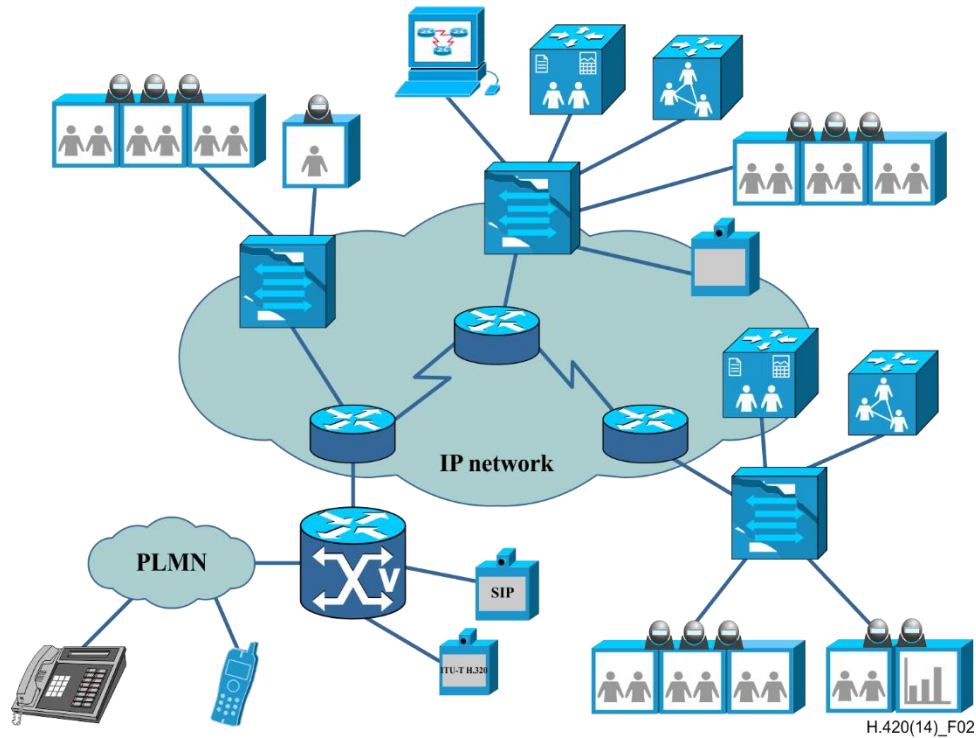 IP network
PLMN
V
SIP
ITU-T H.320
H.420(14)_F02